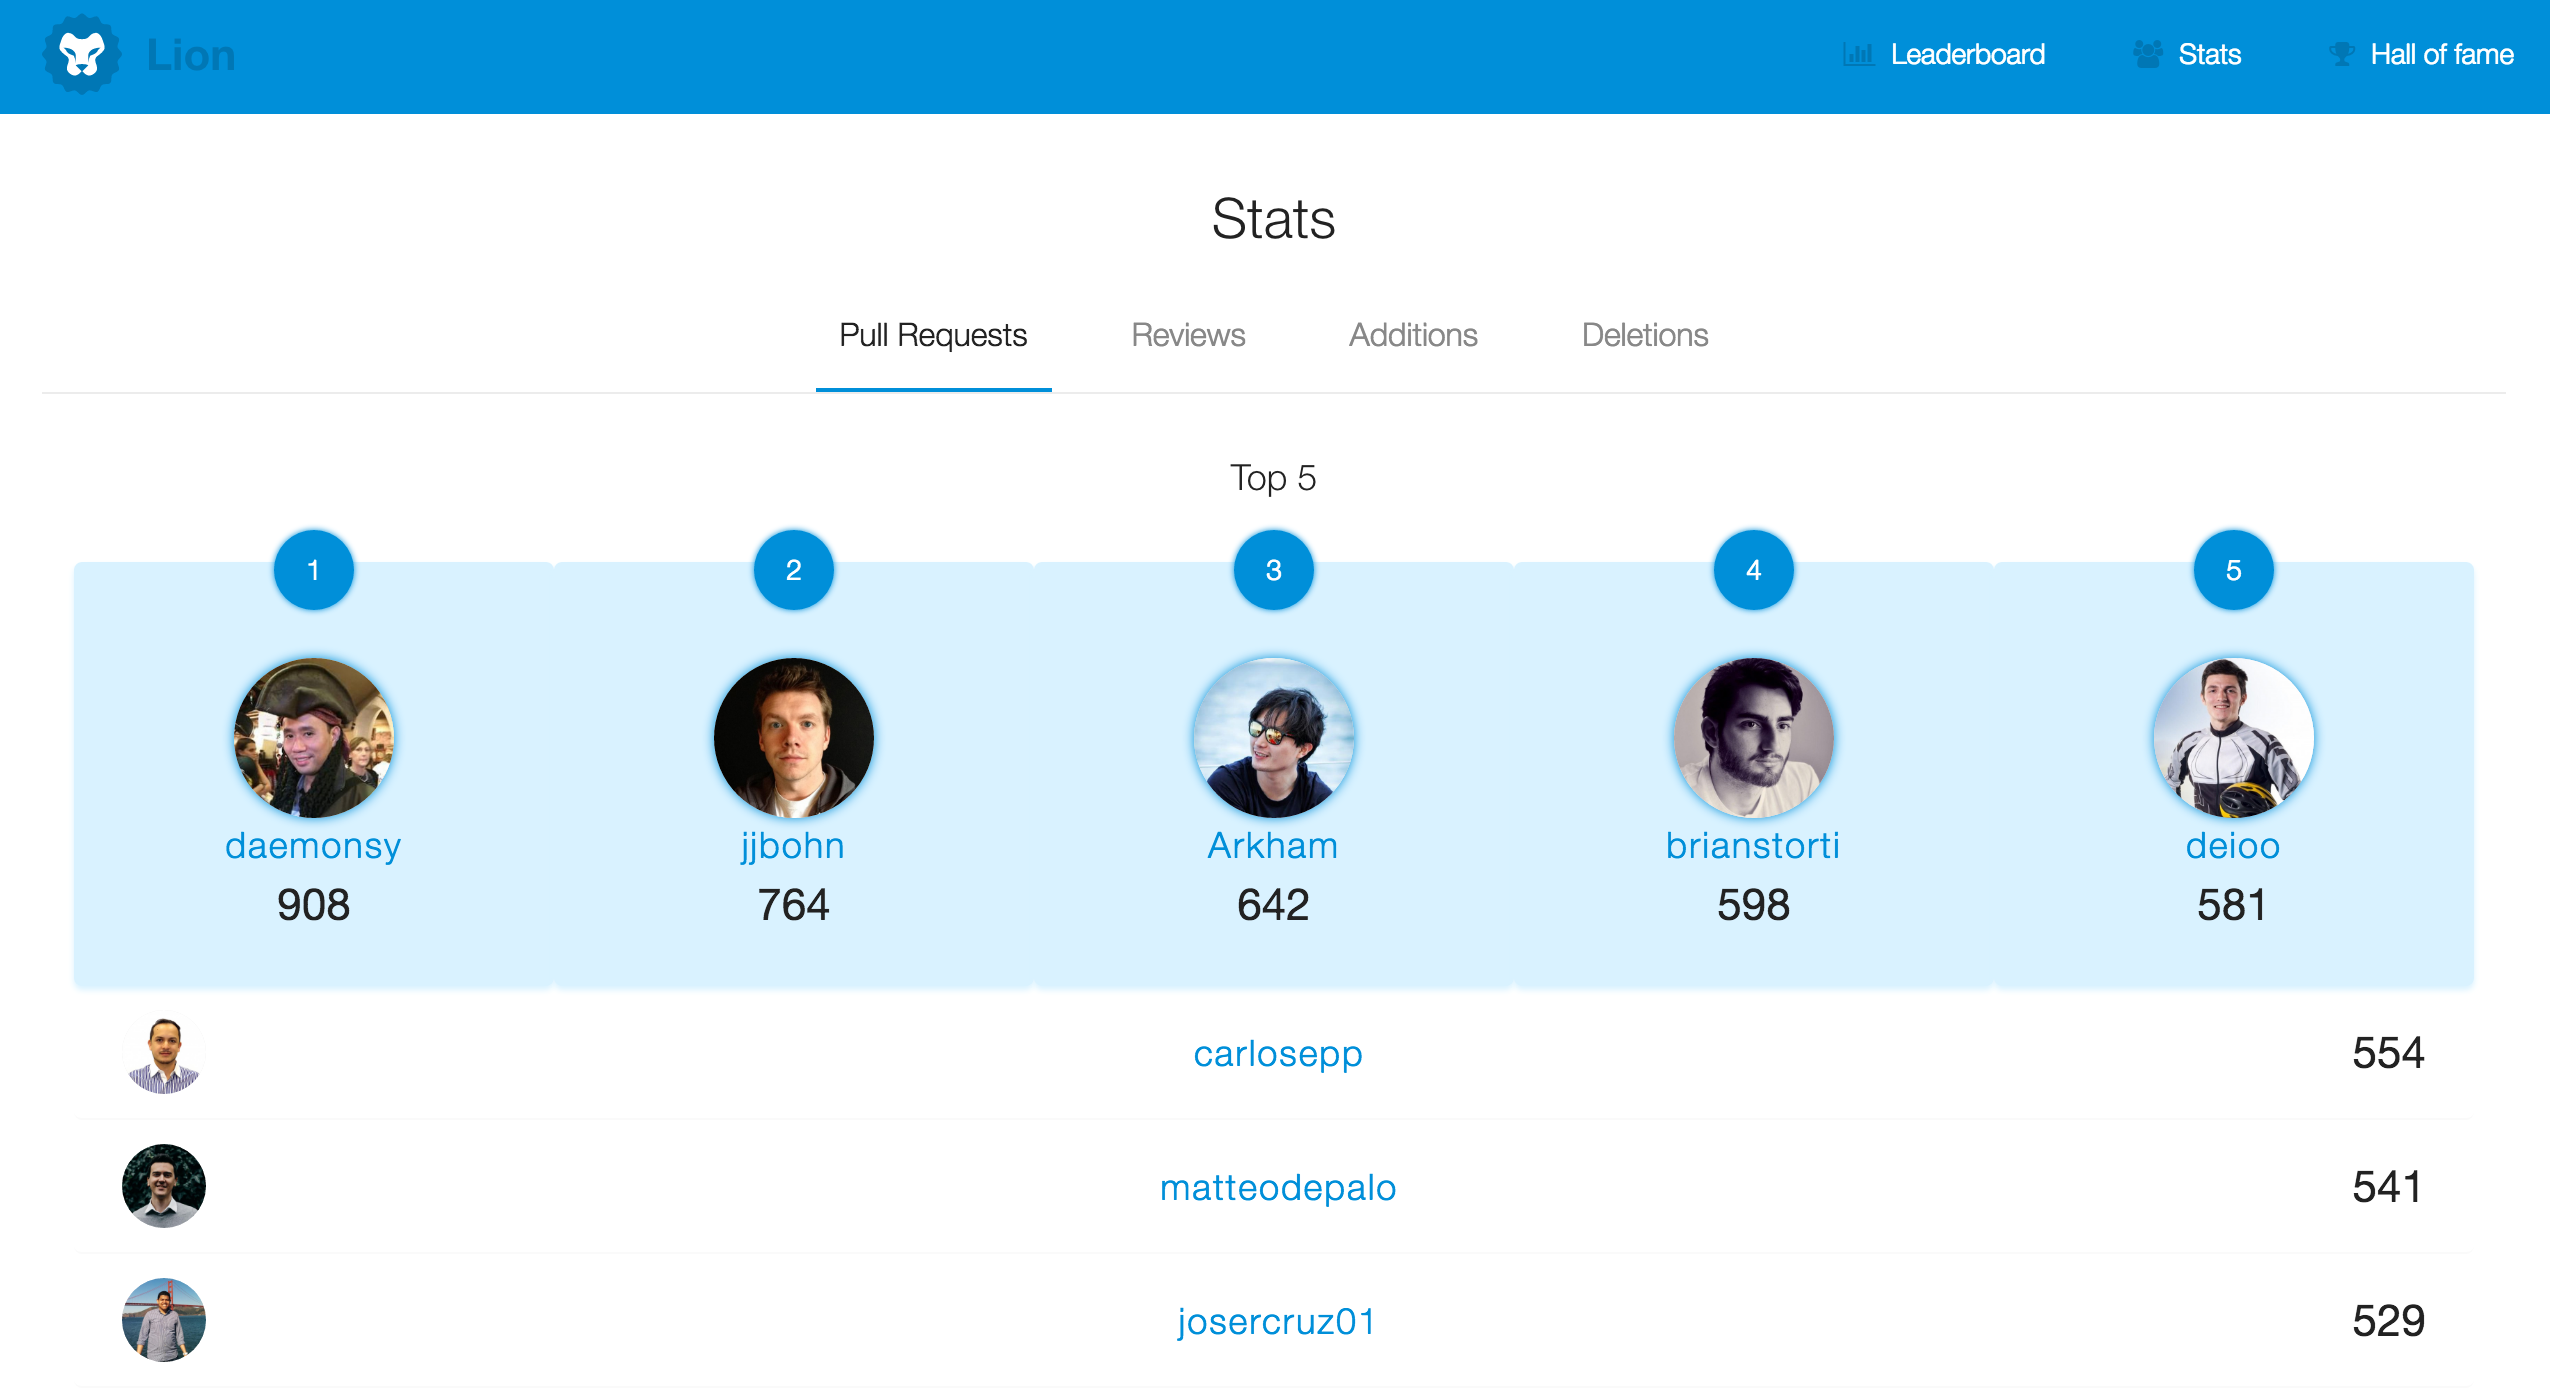 Lion
Leaderboard
Stats
Hall of fame
Stats
Pull Requests
Reviews
Additions
Deletions
Top 5
1
2
3
4
5
daemonsy
jjbohn
Arkham
brianstorti
deioo
908
764
642
598
581
carlosepp
554
matteodepalo
541
josercruz01
529